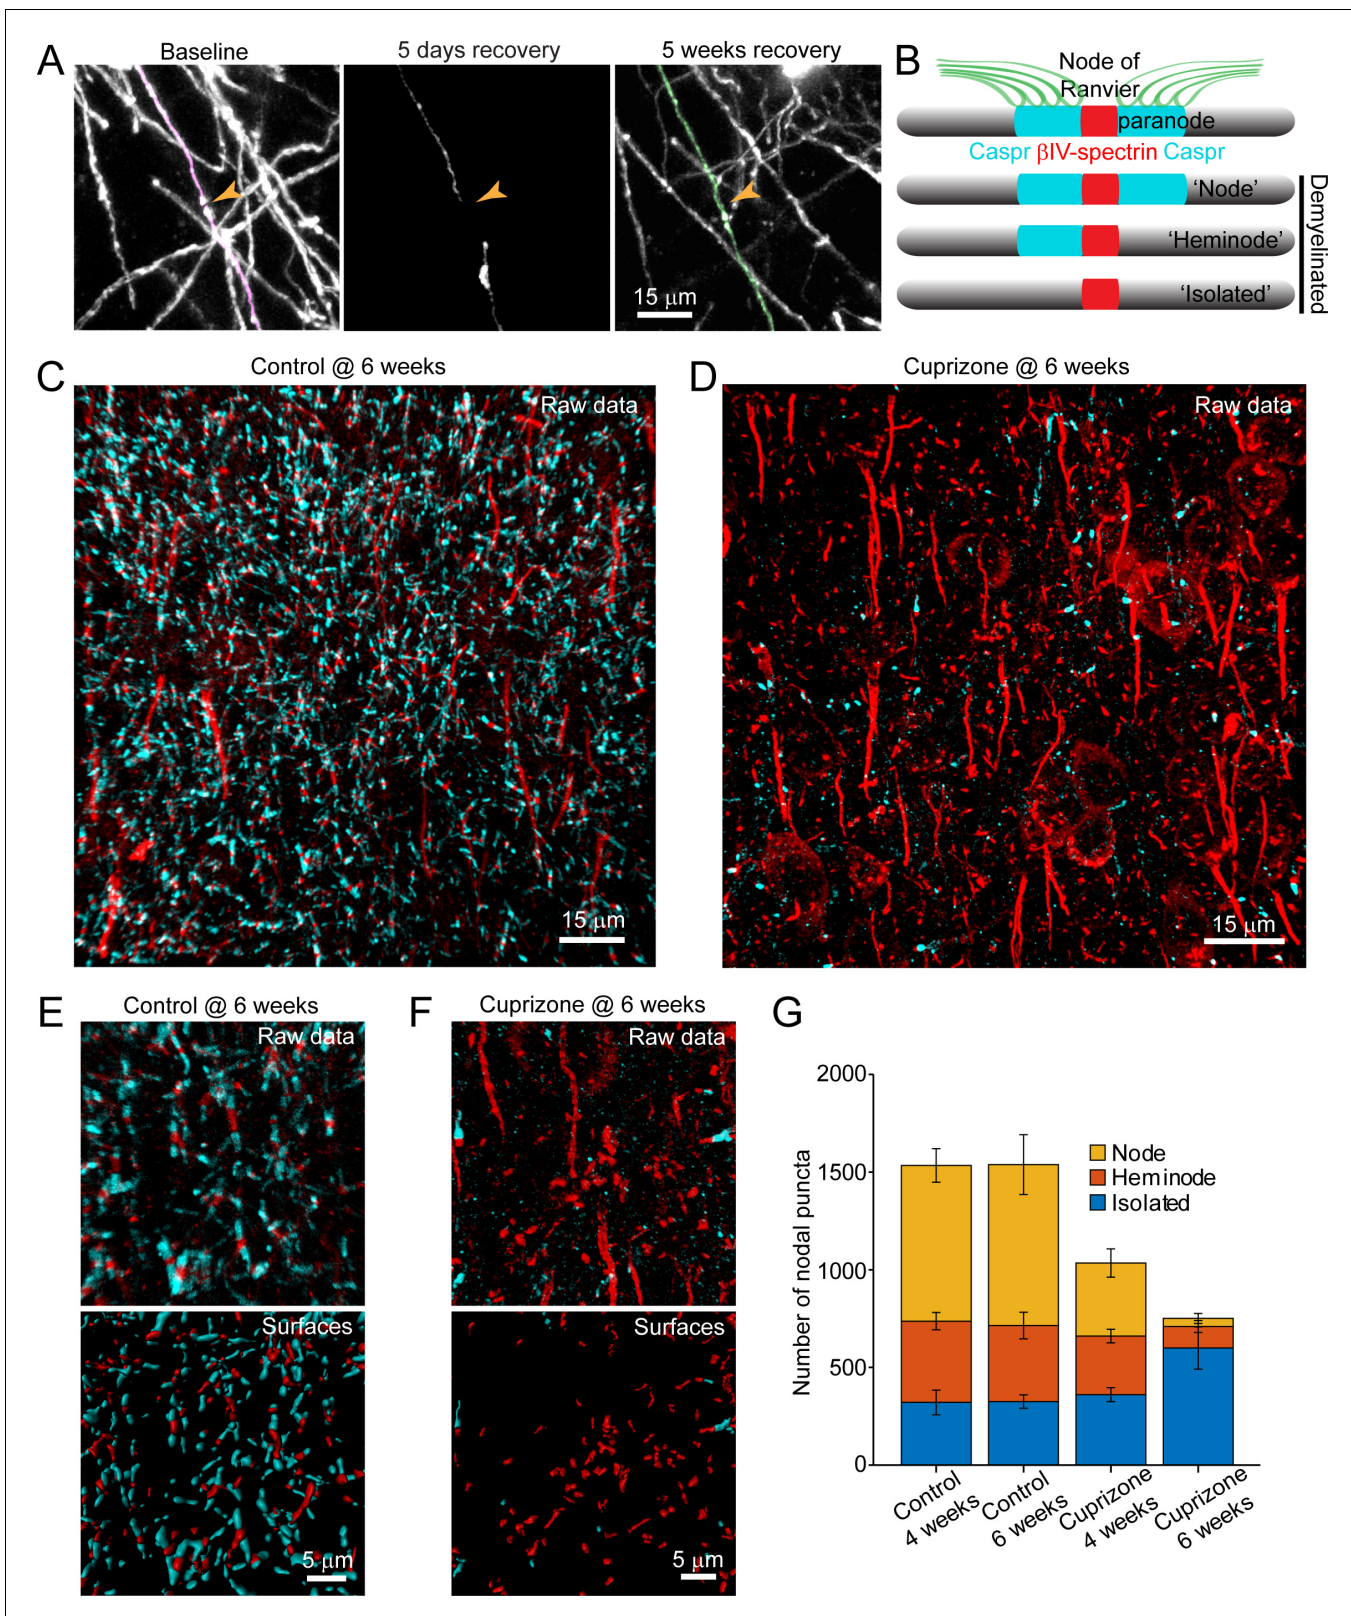 A
Baseline
5 days recovery
5 weeks recovery
15 μm
B
Node of
Ranvier
paranode
Caspr βIV-spectrin Caspr
‘Node’
‘Heminode’
‘Isolated’
Demyelinated
C
Control @ 6 weeks
Raw data
15 μm
D
Cuprizone @ 6 weeks
Raw data
15 μm
E
Control @ 6 weeks
Raw data
Surfaces
5 μm
F
Cuprizone @ 6 weeks
Raw data
Surfaces
5 μm
G
Number of nodal puncta
2000
1500
1000
500
0
Node
Heminode
Isolated
Control
4 weeks
Control
6 weeks
Cuprizone
4 weeks
Cuprizone
6 weeks